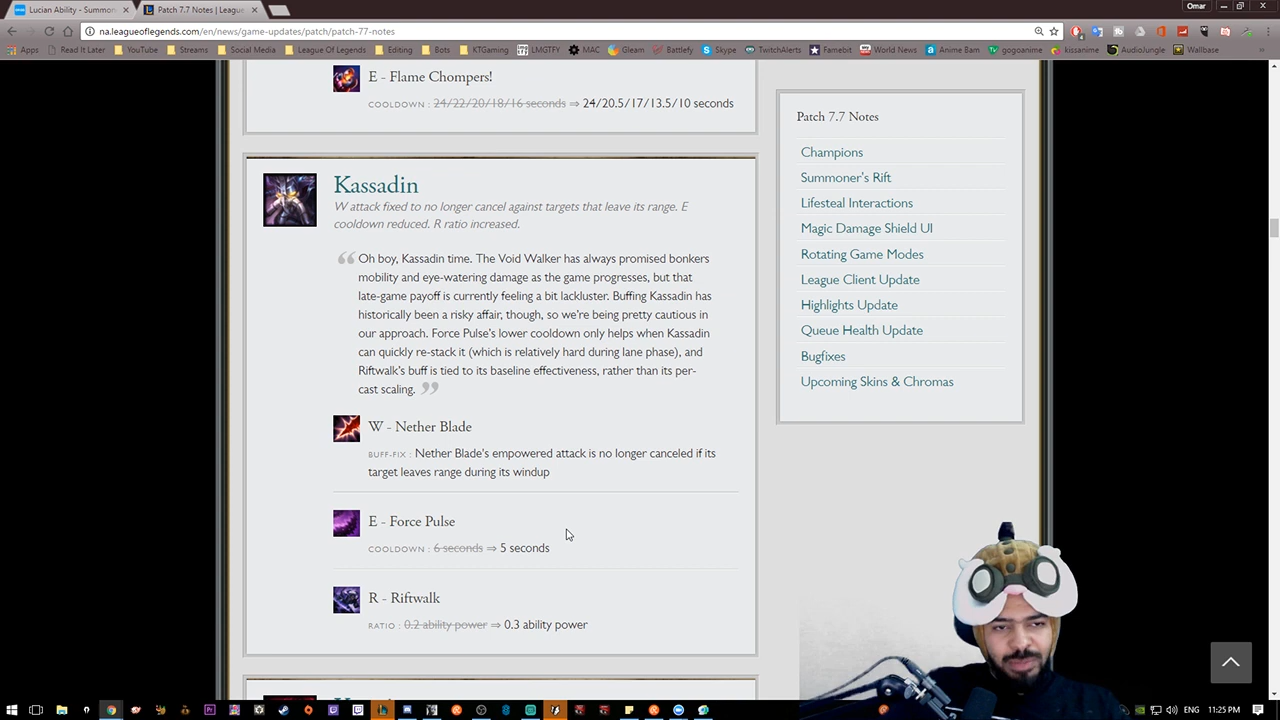 Lucian Ability - Summon
Patch 7.7 Notes | League
Omar
na.leagueoflegends.com/en/news/game-updates/patch/patch-77-notes
Apps
Read It Later
YouTube
Streams
Social Media
League Of Legends
Editing
Bots
KTGaming
LMGTFY
MAC
Gleam
Battlefy
Skype
TwitchAlerts
Famebit
World News
Anime Bam
gogoanime
kissanime
AudioJungle
Wallbase
E - Flame Chompers!
COOLDOWN : 24/22/20/18/16 seconds ⇒ 24/20.5/17/13.5/10 seconds
Kassadin
W attack fixed to no longer cancel against targets that leave its range. E
cooldown reduced. R ratio increased.
“ Oh boy, Kassadin time. The Void Walker has always promised bonkers
mobility and eye-watering damage as the game progresses, but that
late-game payoff is currently feeling a bit lackluster. Buffing Kassadin has
historically been a risky affair, though, so we're being pretty cautious in
our approach. Force Pulse's lower cooldown only helps when Kassadin
can quickly re-stack it (which is relatively hard during lane phase), and
Riftwalk's buff is tied to its baseline effectiveness, rather than its per-
cast scaling. ”
W - Nether Blade
BUFF-FIX : Nether Blade's empowered attack is no longer canceled if its
target leaves range during its windup
E - Force Pulse
COOLDOWN : 6 seconds ⇒ 5 seconds
R - Riftwalk
RATIO : 0.2 ability power ⇒ 0.3 ability power
Patch 7.7 Notes
Champions
Summoner's Rift
Lifesteal Interactions
Magic Damage Shield UI
Rotating Game Modes
League Client Update
Highlights Update
Queue Health Update
Bugfixes
Upcoming Skins & Chromas
ENG
11:25 PM